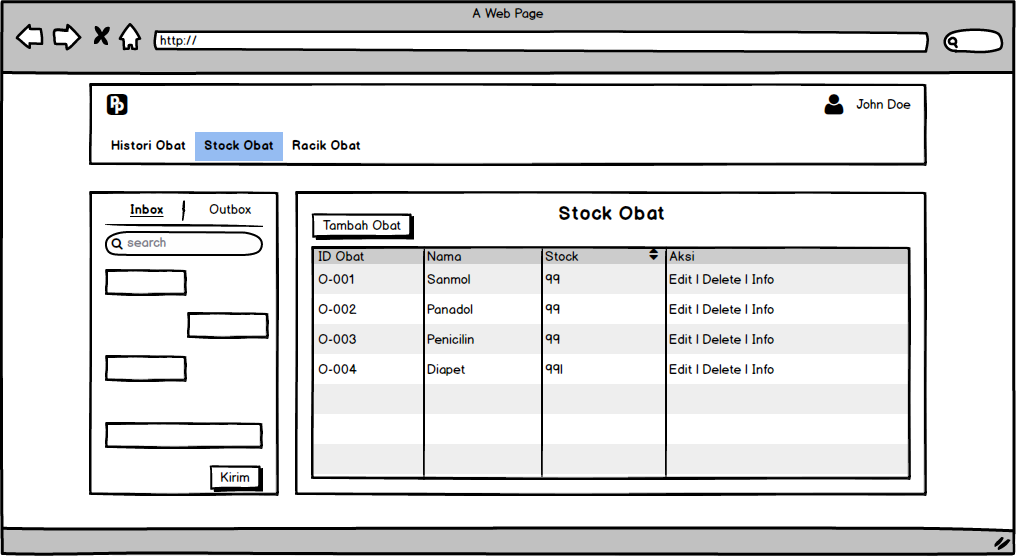 A Web Page
http://
Pp
John Doe
Histori Obat Stock Obat Racik Obat
Inbox Outbox
search
Kirim
Stock Obat
Tambah Obat
ID Obat Nama Stock Aksi
O-001 Sanmol 99 Edit | Delete | Info
O-002 Panadol 99 Edit | Delete | Info
O-003 Penicilin 99 Edit | Delete | Info
O-004 Diapet 99| Edit | Delete | Info